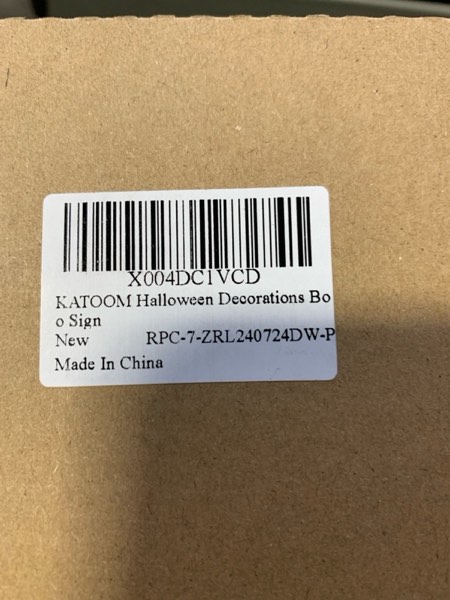 X004DC1VCD
KATOOM Halloween Decorations Bo
o Sign
New RPC-7-ZRL240724DW-P
Made In China